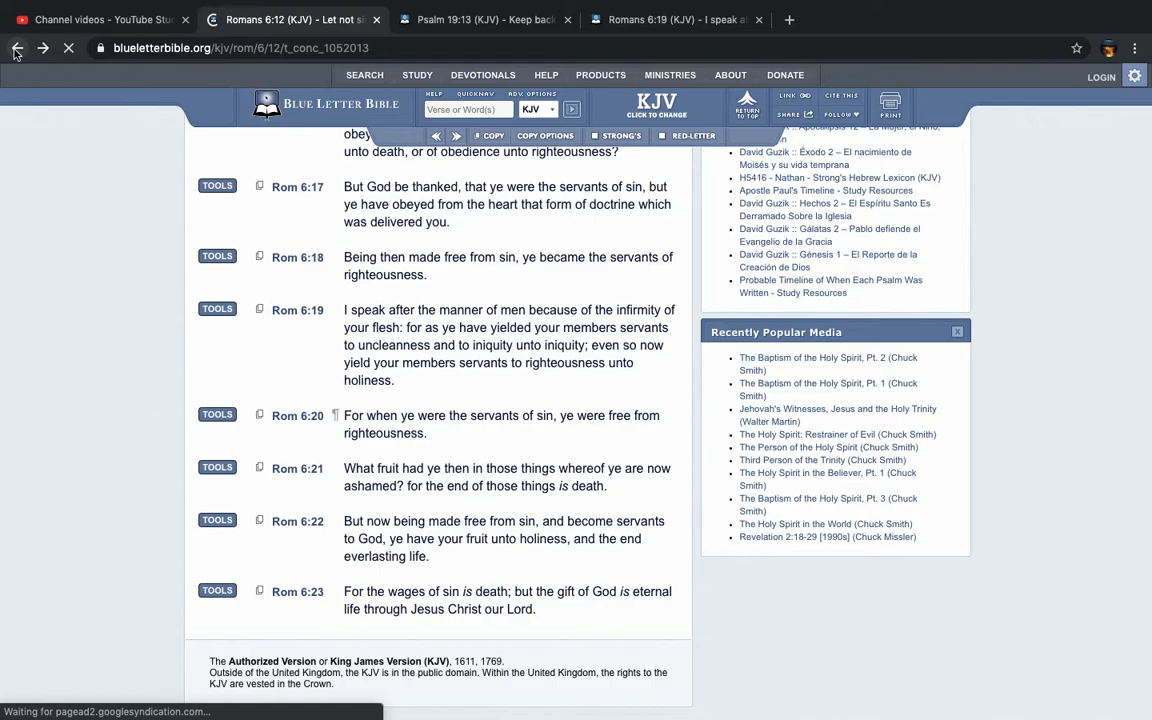 Channel videos - YouTube Stu
Romans 6:12 (KJV) - Let not si
Psalm 19:13 (KJV) - Keep back
Romans 6:19 (KJV) - I speak af
blueletterbible.org/kjv/rom/6/12/t_conc_1052013
SEARCH STUDY DEVOTIONALS HELP PRODUCTS MINISTRIES ABOUT DONATE
LOGIN
BLUE LETTER BIBLE
HELP QUICKNAV ADV. OPTIONS
Verse or Word(s) KJV
KJV
CLICK TO CHANGE
RETURN
TO TOP
LINK CITE THIS
SHARE FOLLOW
PRINT
COPY COPY OPTIONS STRONG'S RED-LETTER
unto death, or of obedience unto righteousness?
TOOLS Rom 6:17 But God be thanked, that ye were the servants of sin, but
ye have obeyed from the heart that form of doctrine which
was delivered you.
TOOLS Rom 6:18 Being then made free from sin, ye became the servants of
righteousness.
TOOLS Rom 6:19 I speak after the manner of men because of the infirmity of
your flesh: for as ye have yielded your members servants
to uncleanness and to iniquity unto iniquity; even so now
yield your members servants to righteousness unto
holiness.
TOOLS Rom 6:20 ¶ For when ye were the servants of sin, ye were free from
righteousness.
TOOLS Rom 6:21 What fruit had ye then in those things whereof ye are now
ashamed? for the end of those things is death.
TOOLS Rom 6:22 But now being made free from sin, and become servants
to God, ye have your fruit unto holiness, and the end
everlasting life.
TOOLS Rom 6:23 For the wages of sin is death; but the gift of God is eternal
life through Jesus Christ our Lord.
The Authorized Version or King James Version (KJV), 1611, 1769.
Outside of the United Kingdom, the KJV is in the public domain. Within the United Kingdom, the rights to the
KJV are vested in the Crown.
David Guzik :: Éxodo 2 – El nacimiento de
Moisés y su vida temprana
H5416 - Nathan - Strong's Hebrew Lexicon (KJV)
Apostle Paul's Timeline - Study Resources
David Guzik :: Hechos 2 – El Espíritu Santo Es
Derramado Sobre la Iglesia
David Guzik :: Gálatas 2 – Pablo defiende el
Evangelio de la Gracia
David Guzik :: Génesis 1 – El Reporte de la
Creación de Dios
Probable Timeline of When Each Psalm Was
Written - Study Resources
Recently Popular Media
The Baptism of the Holy Spirit, Pt. 2 (Chuck
Smith)
The Baptism of the Holy Spirit, Pt. 1 (Chuck
Smith)
Jehovah's Witnesses, Jesus and the Holy Trinity
(Walter Martin)
The Holy Spirit: Restrainer of Evil (Chuck Smith)
The Person of the Holy Spirit (Chuck Smith)
Third Person of the Trinity (Chuck Smith)
The Holy Spirit in the Believer, Pt. 1 (Chuck
Smith)
The Baptism of the Holy Spirit, Pt. 3 (Chuck
Smith)
The Holy Spirit in the World (Chuck Smith)
Revelation 2:18-29 [1990s] (Chuck Missler)
Waiting for pagead2.googlesyndication.com...